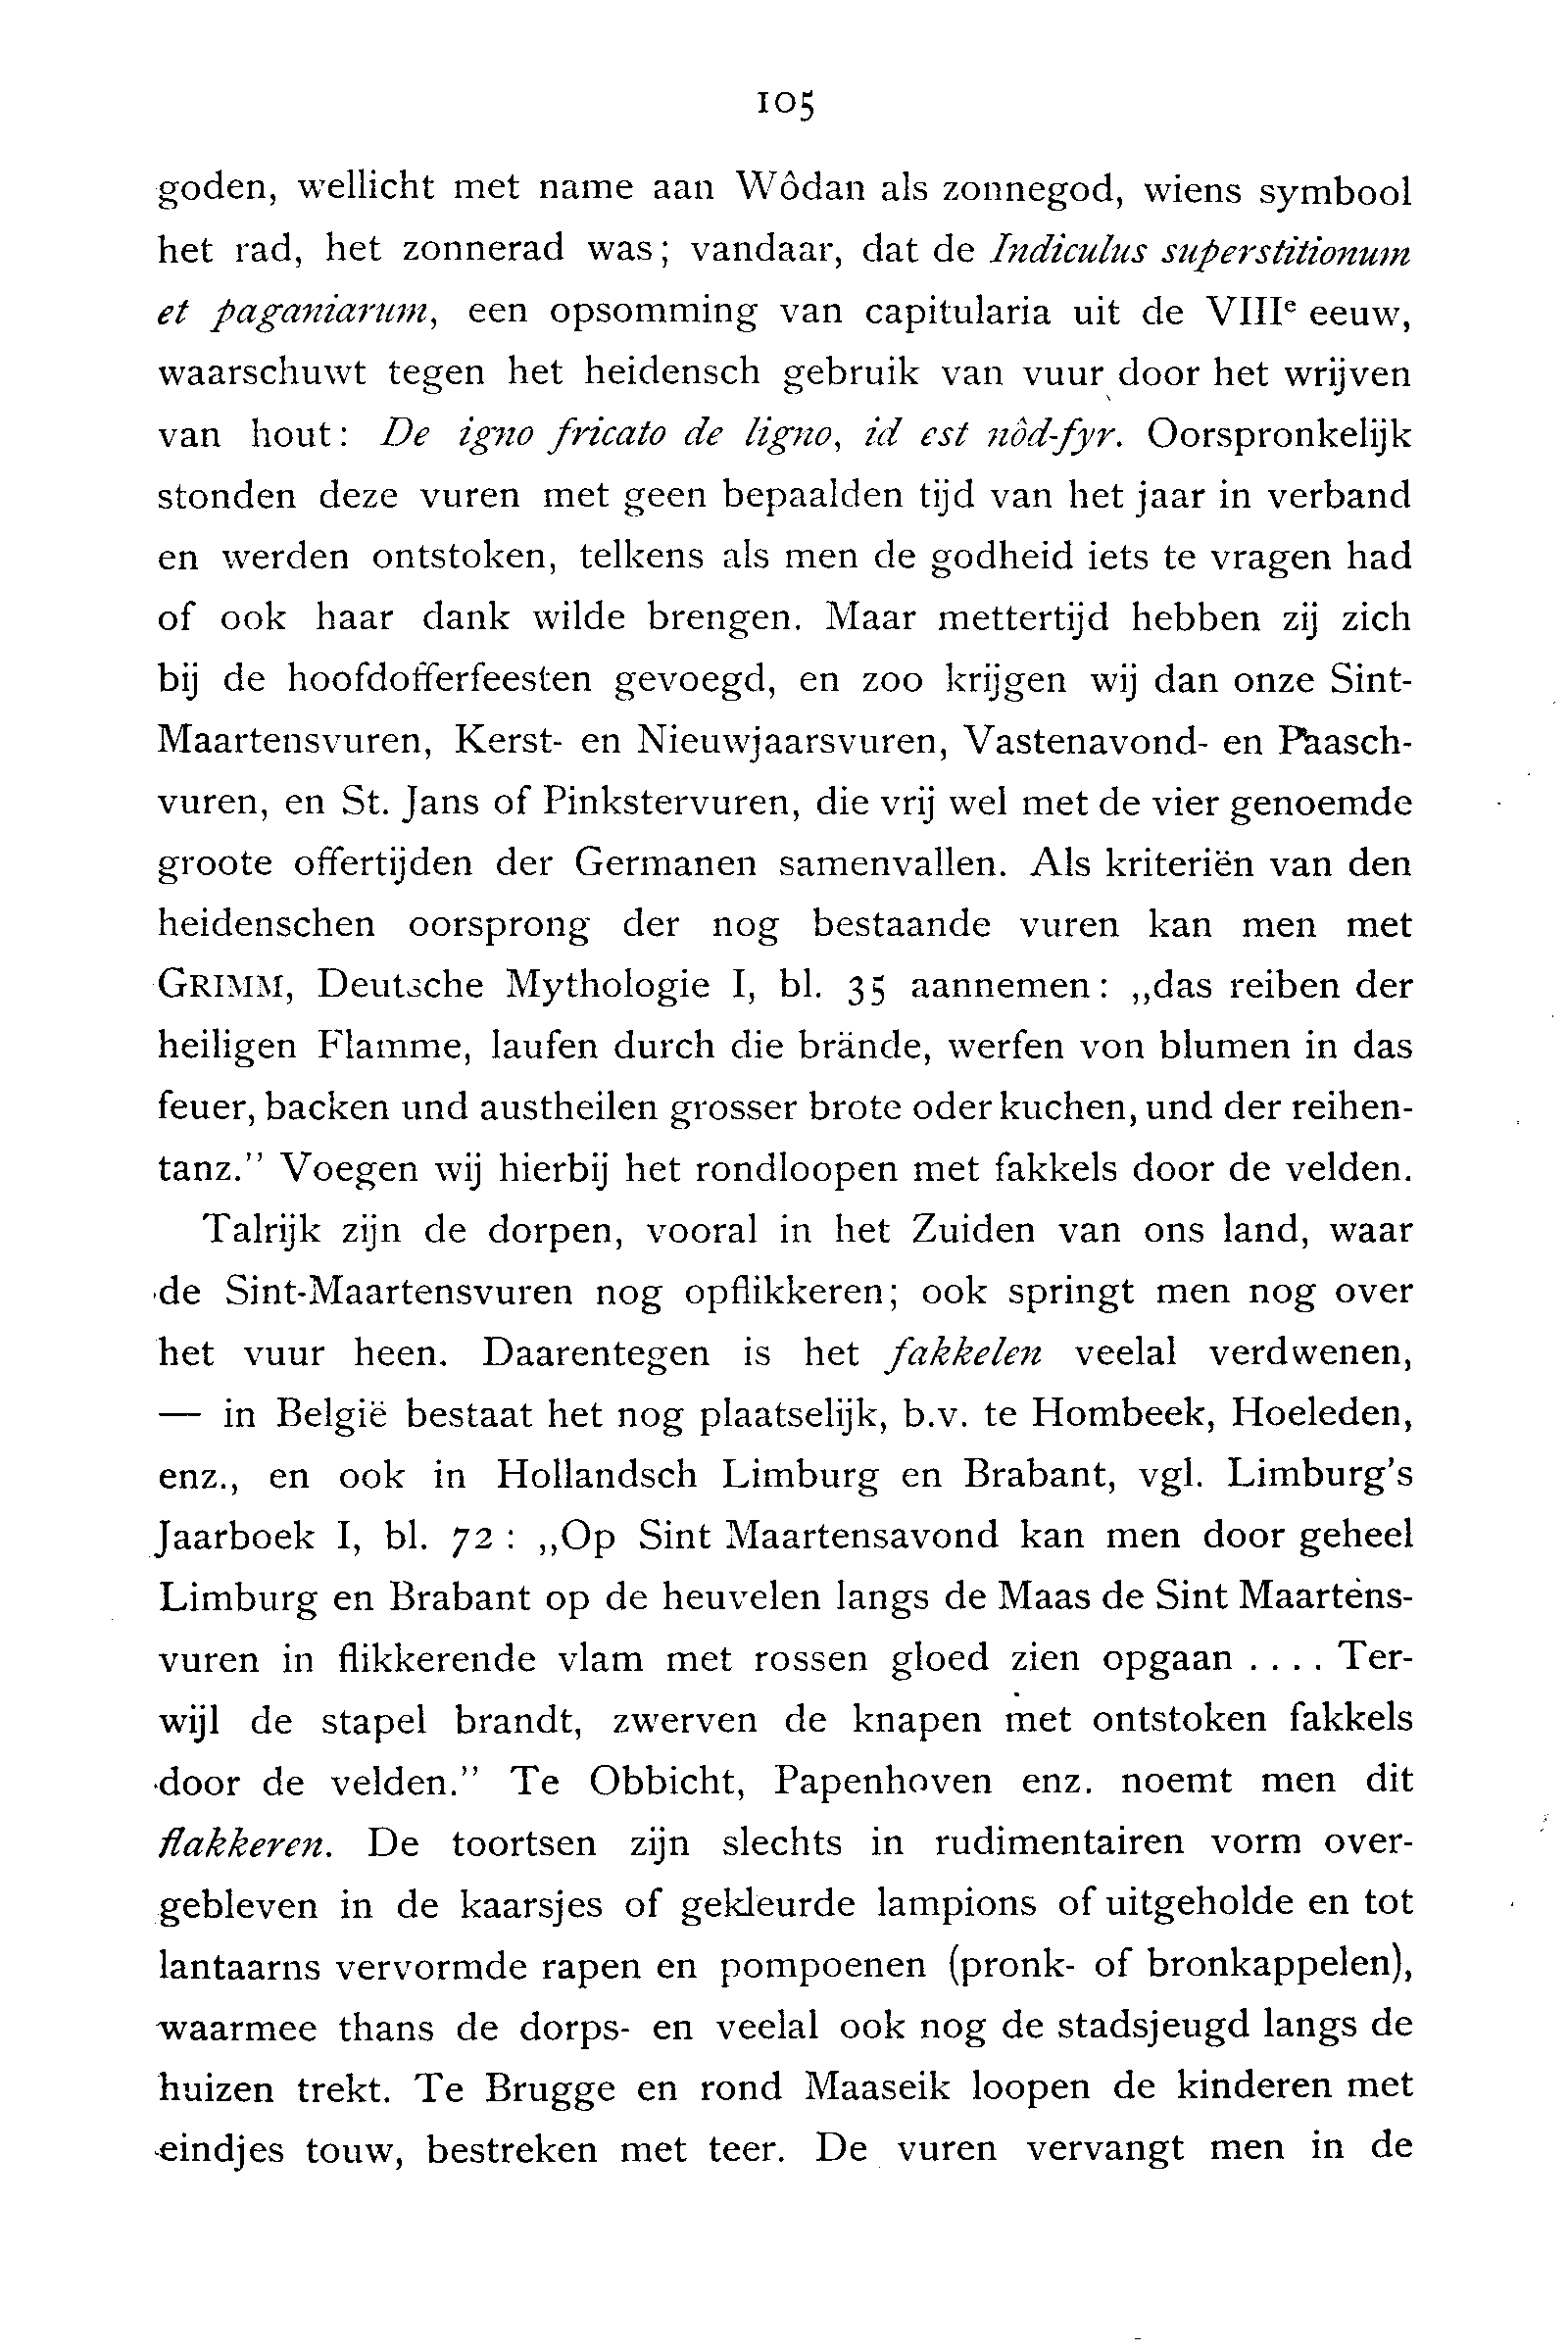 105
goden, wellicht met name aan Wôdan als zonnegod, wiens symbool
het rad, het zonnerad was; vandaar, dat de Indiculus superstitionum
et paganiarum, een opsomming van capitularia uit de VIIIe eeuw,
waarschuwt tegen het heidensch gebruik van vuur door het wrijven
van hout: De igno fricato de ligno, id est nôd-fyr. Oorspronkelijk
stonden deze vuren met geen bepaalden tijd van het jaar in verband
en werden ontstoken, telkens als men de godheid iets te vragen had
of ook haar dank wilde brengen. Maar mettertijd hebben zij zich
bij de hoofdofferfeesten gevoegd, en zoo krijgen wij dan onze Sint-
Maartensvuren, Kerst- en Nieuwjaarsvuren, Vastenavond- en Paasch-
vuren, en St. Jans of Pinkstervuren, die vrij wel met de vier genoemde
groote offertijden der Germanen samenvallen. Als kriteriën van den
heidenschen oorsprong der nog bestaande vuren kan men met
GRIMM, Deutsche Mythologie I, bl. 35 aannemen: „das reiben der
heiligen Flamme, laufen durch die brände, werfen von blumen in das
feuer, backen und austheilen grosser brote oder kuchen, und der reihen-
tanz.” Voegen wij hierbij het rondloopen met fakkels door de velden.
Talrijk zijn de dorpen, vooral in het Zuiden van ons land, waar
de Sint-Maartensvuren nog opflikkeren; ook springt men nog over
het vuur heen. Daarentegen is het fakkelen veelal verdwenen,
— in België bestaat het nog plaatselijk, b.v. te Hombeek, Hoeleden,
enz., en ook in Hollandsch Limburg en Brabant, vgl. Limburg's
Jaarboek I, bl. 72 : „Op Sint Maartensavond kan men door geheel
Limburg en Brabant op de heuvelen langs de Maas de Sint Maartens-
vuren in flikkerende vlam met rossen gloed zien opgaan .... Ter-
wijl de stapel brandt, zwerven de knapen met ontstoken fakkels
door de velden.” Te Obbicht, Papenhoven enz. noemt men dit
flakkeren. De toortsen zijn slechts in rudimentairen vorm over-
gebleven in de kaarsjes of gekleurde lampions of uitgeholde en tot
lantaarns vervormde rapen en pompoenen (pronk- of bronkappelen),
waarmee thans de dorps- en veelal ook nog de stadsjeugd langs de
huizen trekt. Te Brugge en rond Maaseik loopen de kinderen met
eindjes touw, bestreken met teer. De vuren vervangt men in de